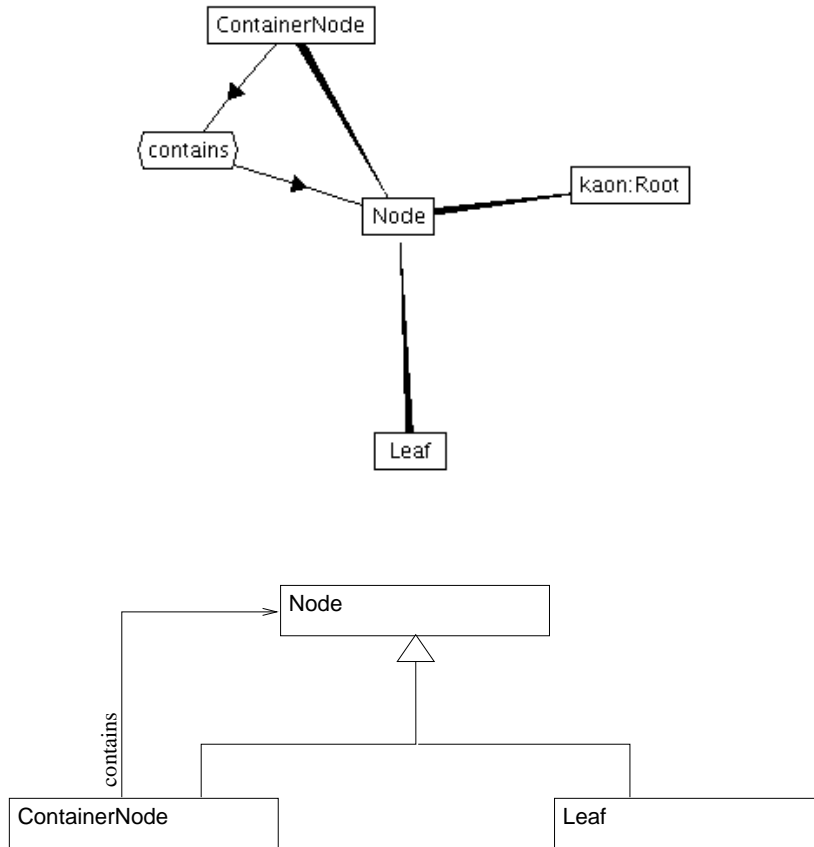 ContainerNode
contains
kaon:Root
Node
Leaf
Node
contains
ContainerNode
Leaf